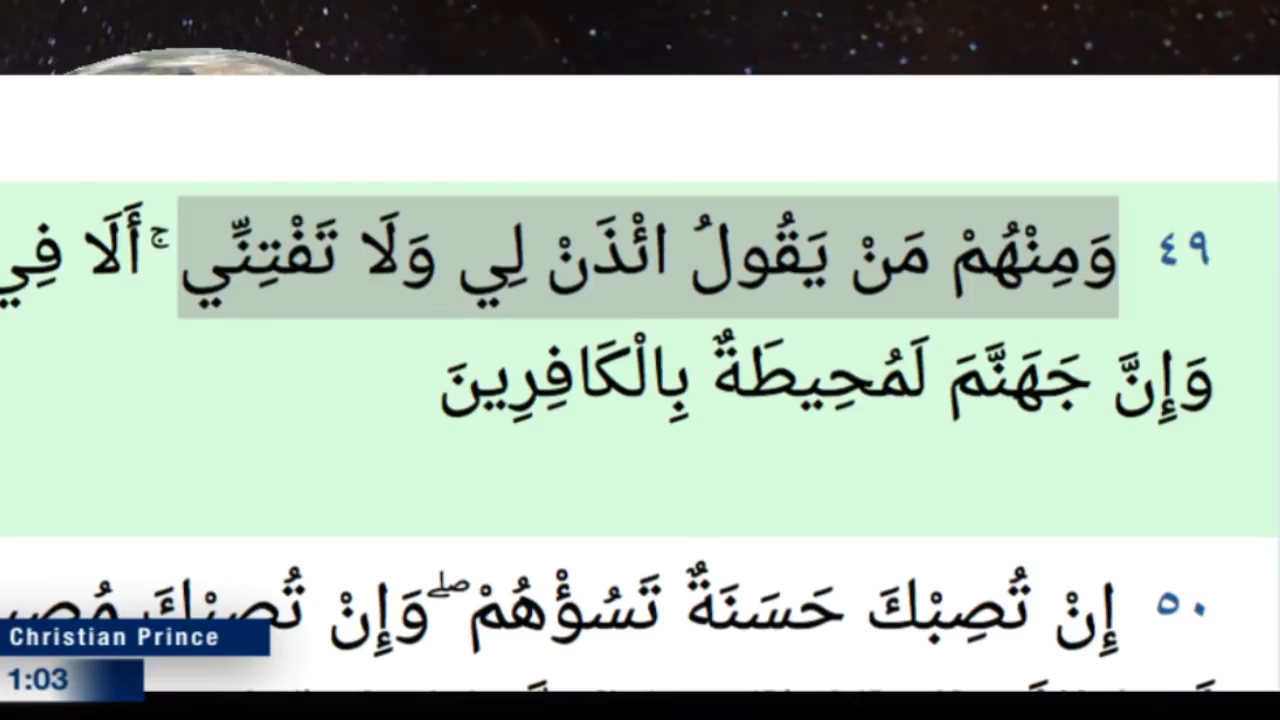 ٤٩ وَمِنْهُمْ مَنْ يَقُولُ ائْذَنْ لِي وَلَا تَفْتِنِّي ۚ أَلَا فِي
وَإِنَّ جَهَنَّمَ لَمُحِيطَةٌ بِالْكَافِرِينَ
٥٠ إِنْ تُصِبْكَ حَسَنَةٌ تَسُؤْهُمْ ۖ وَإِنْ تُصِبْكَ
Christian Prince
1:03